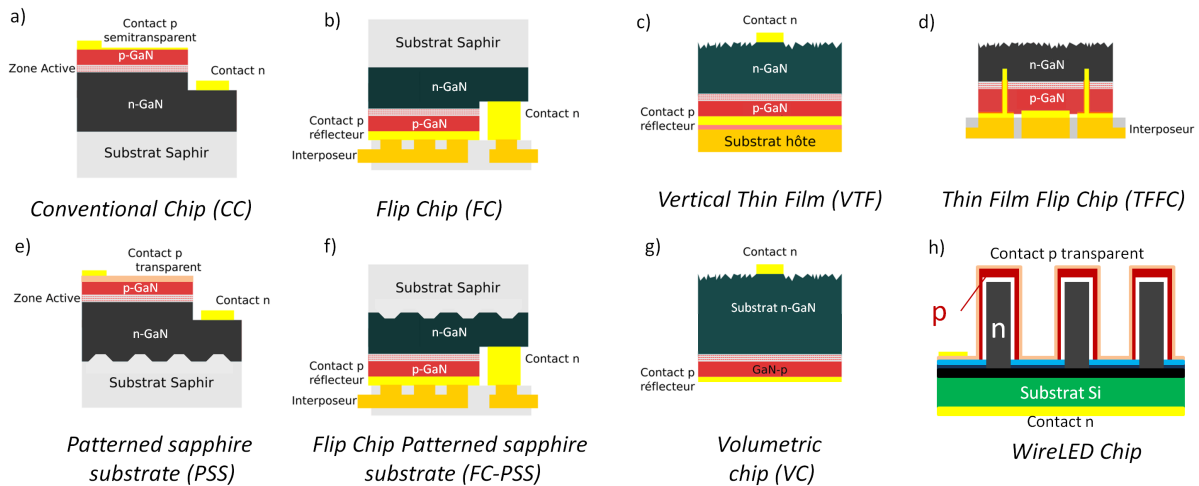 a)
Contact p
semitransparent
p-GaN
Zone Active
Contact n
n-GaN
Substrat Saphir
Conventional Chip (CC)
b)
Substrat Saphir
n-GaN
Contact n
Contact p
réflecteur
p-GaN
Interposeur
Flip Chip (FC)
c)
Contact n
n-GaN
Contact p
réflecteur
p-GaN
Substrat hôte
Vertical Thin Film (VTF)
d)
n-GaN
p-GaN
Interposeur
Thin Film Flip Chip (TFFC)
e)
Contact p
transparent
p-GaN
Zone Active
Contact n
n-GaN
Substrat Saphir
Patterned sapphire
substrate (PSS)
f)
Substrat Saphir
n-GaN
Contact n
Contact p
réflecteur
p-GaN
Interposeur
Flip Chip Patterned sapphire
substrate (FC-PSS)
g)
Contact n
Substrat n-GaN
Contact p
réflecteur
GaN-p
Volumetric
chip (VC)
h)
Contact p transparent
p
n
Substrat Si
Contact n
WireLED Chip